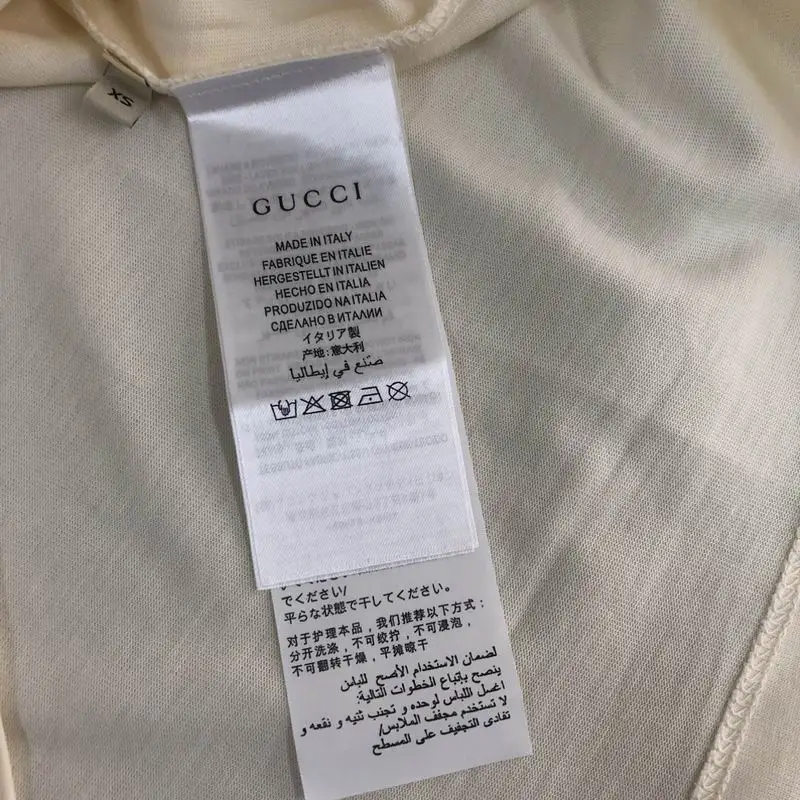 XS
GUCCI
MADE IN ITALY
FABRIQUE EN ITALIE
HERGESTELLT IN ITALIEN
HECHO EN ITALIA
PRODUZIDO NA ITALIA
СДЕЛАНО В ИТАЛИИ
イタリア製
产地:意大利
صنّع في إيطاليا
でください/
平らな状態で干してください。
对于护理本品，我们推荐以下方式：
分开洗涤，不可绞拧，不可浸泡，
不可翻转干燥，平摊晾干
لضمان الاستخدام الأصح للباس
ينصح بإتباع الخطوات التالية:
اغسل اللباس لوحده و تجنب ثنيه و نقعه و
لا تستخدم مجفف الملابس/
تفادى التجفيف على المسطح